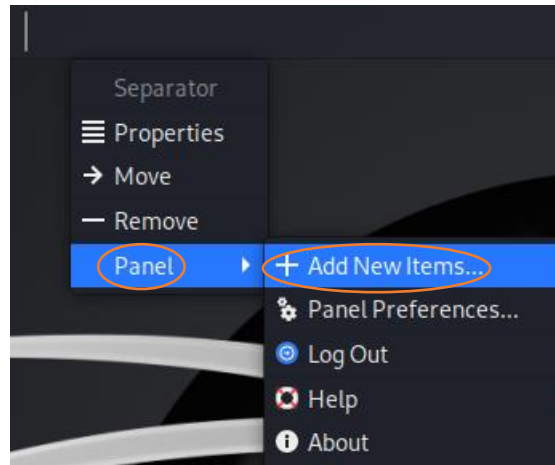 Separator
Properties
Move
Remove
Panel
Add New Items...
Panel Preferences...
Log Out
Help
About